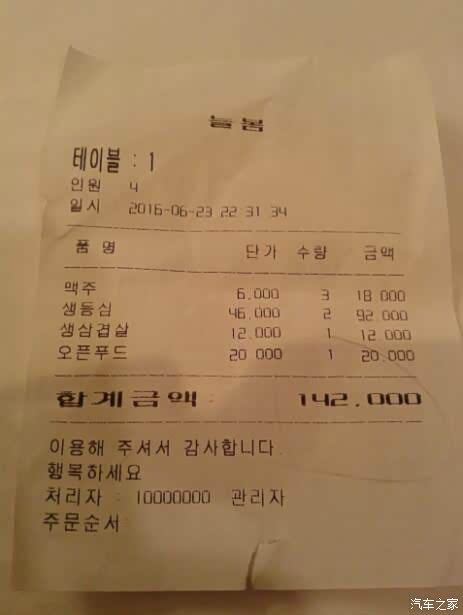 늘봄
테이블 : 1
인원 4
일시 2016-06-23 22:31:34
품 명 단가 수량 금액
맥주 6,000 3 18,000
생등심 46,000 2 92,000
생삼겹살 12,000 1 12,000
오픈푸드 20,000 1 20,000
합계금액 : 142,000
이용해 주셔서 감사합니다.
행복하세요
처리자 : 10000000 관리자
주문순서
汽车之家